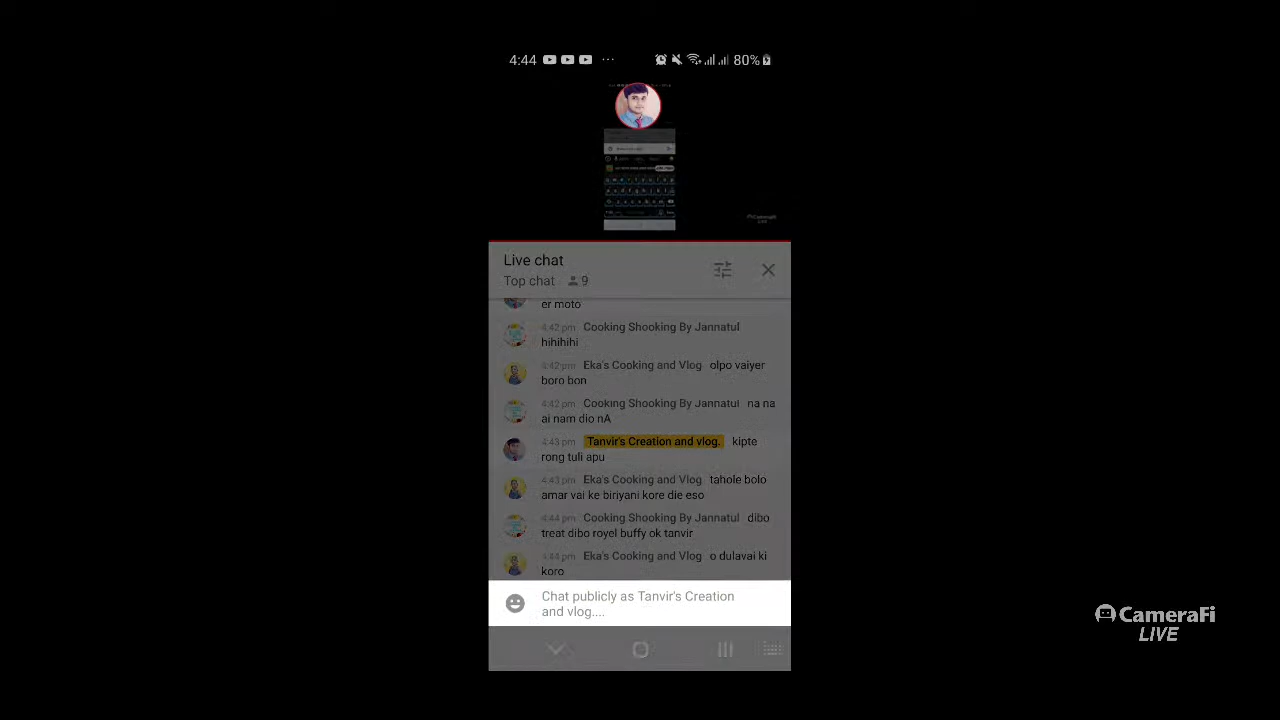 4:44 ... 80%
Live chat
Top chat 9
er moto
4:42 pm Cooking Shooking By Jannatul
hihihihi
4:42 pm Eka's Cooking and Vlog olpo vaiyer
boro bon
4:42 pm Cooking Shooking By Jannatul na na
ai nam dio nA
4:43 pm Tanvir's Creation and vlog. kipte
rong tuli apu
4:43 pm Eka's Cooking and Vlog tahole bolo
amar vai ke biriyani kore die eso
4:44 pm Cooking Shooking By Jannatul dibo
treat dibo royel buffy ok tanvir
4:44 pm Eka's Cooking and Vlog o dulavai ki
koro
Chat publicly as Tanvir's Creation
and vlog....
CameraFi
LIVE